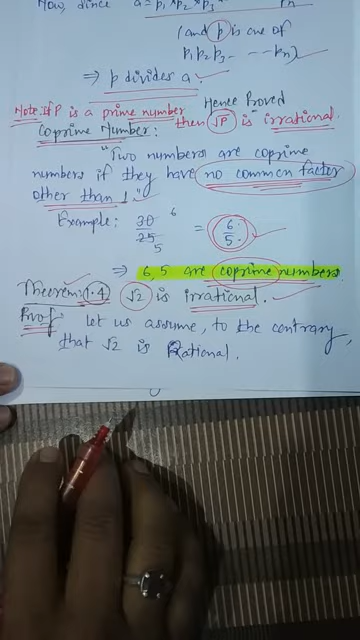 Now, since a = p₁ × p₂ × p₃
(and p is one of
p₁ p₂ p₃ - - - - pn)
⇒ p divides a.
Hence Proved
Note: If P is a prime number then √P is irrational.
Coprime Number:
"Two numbers are coprime
numbers if they have no common factor
other than 1."
Example: 30/25 6 5 = 6/5.
⇒ 6, 5 are coprime numbers.
Theorem: 1.4) √2 is irrational.
Proof: Let us assume, to the contrary,
that √2 is Rational.